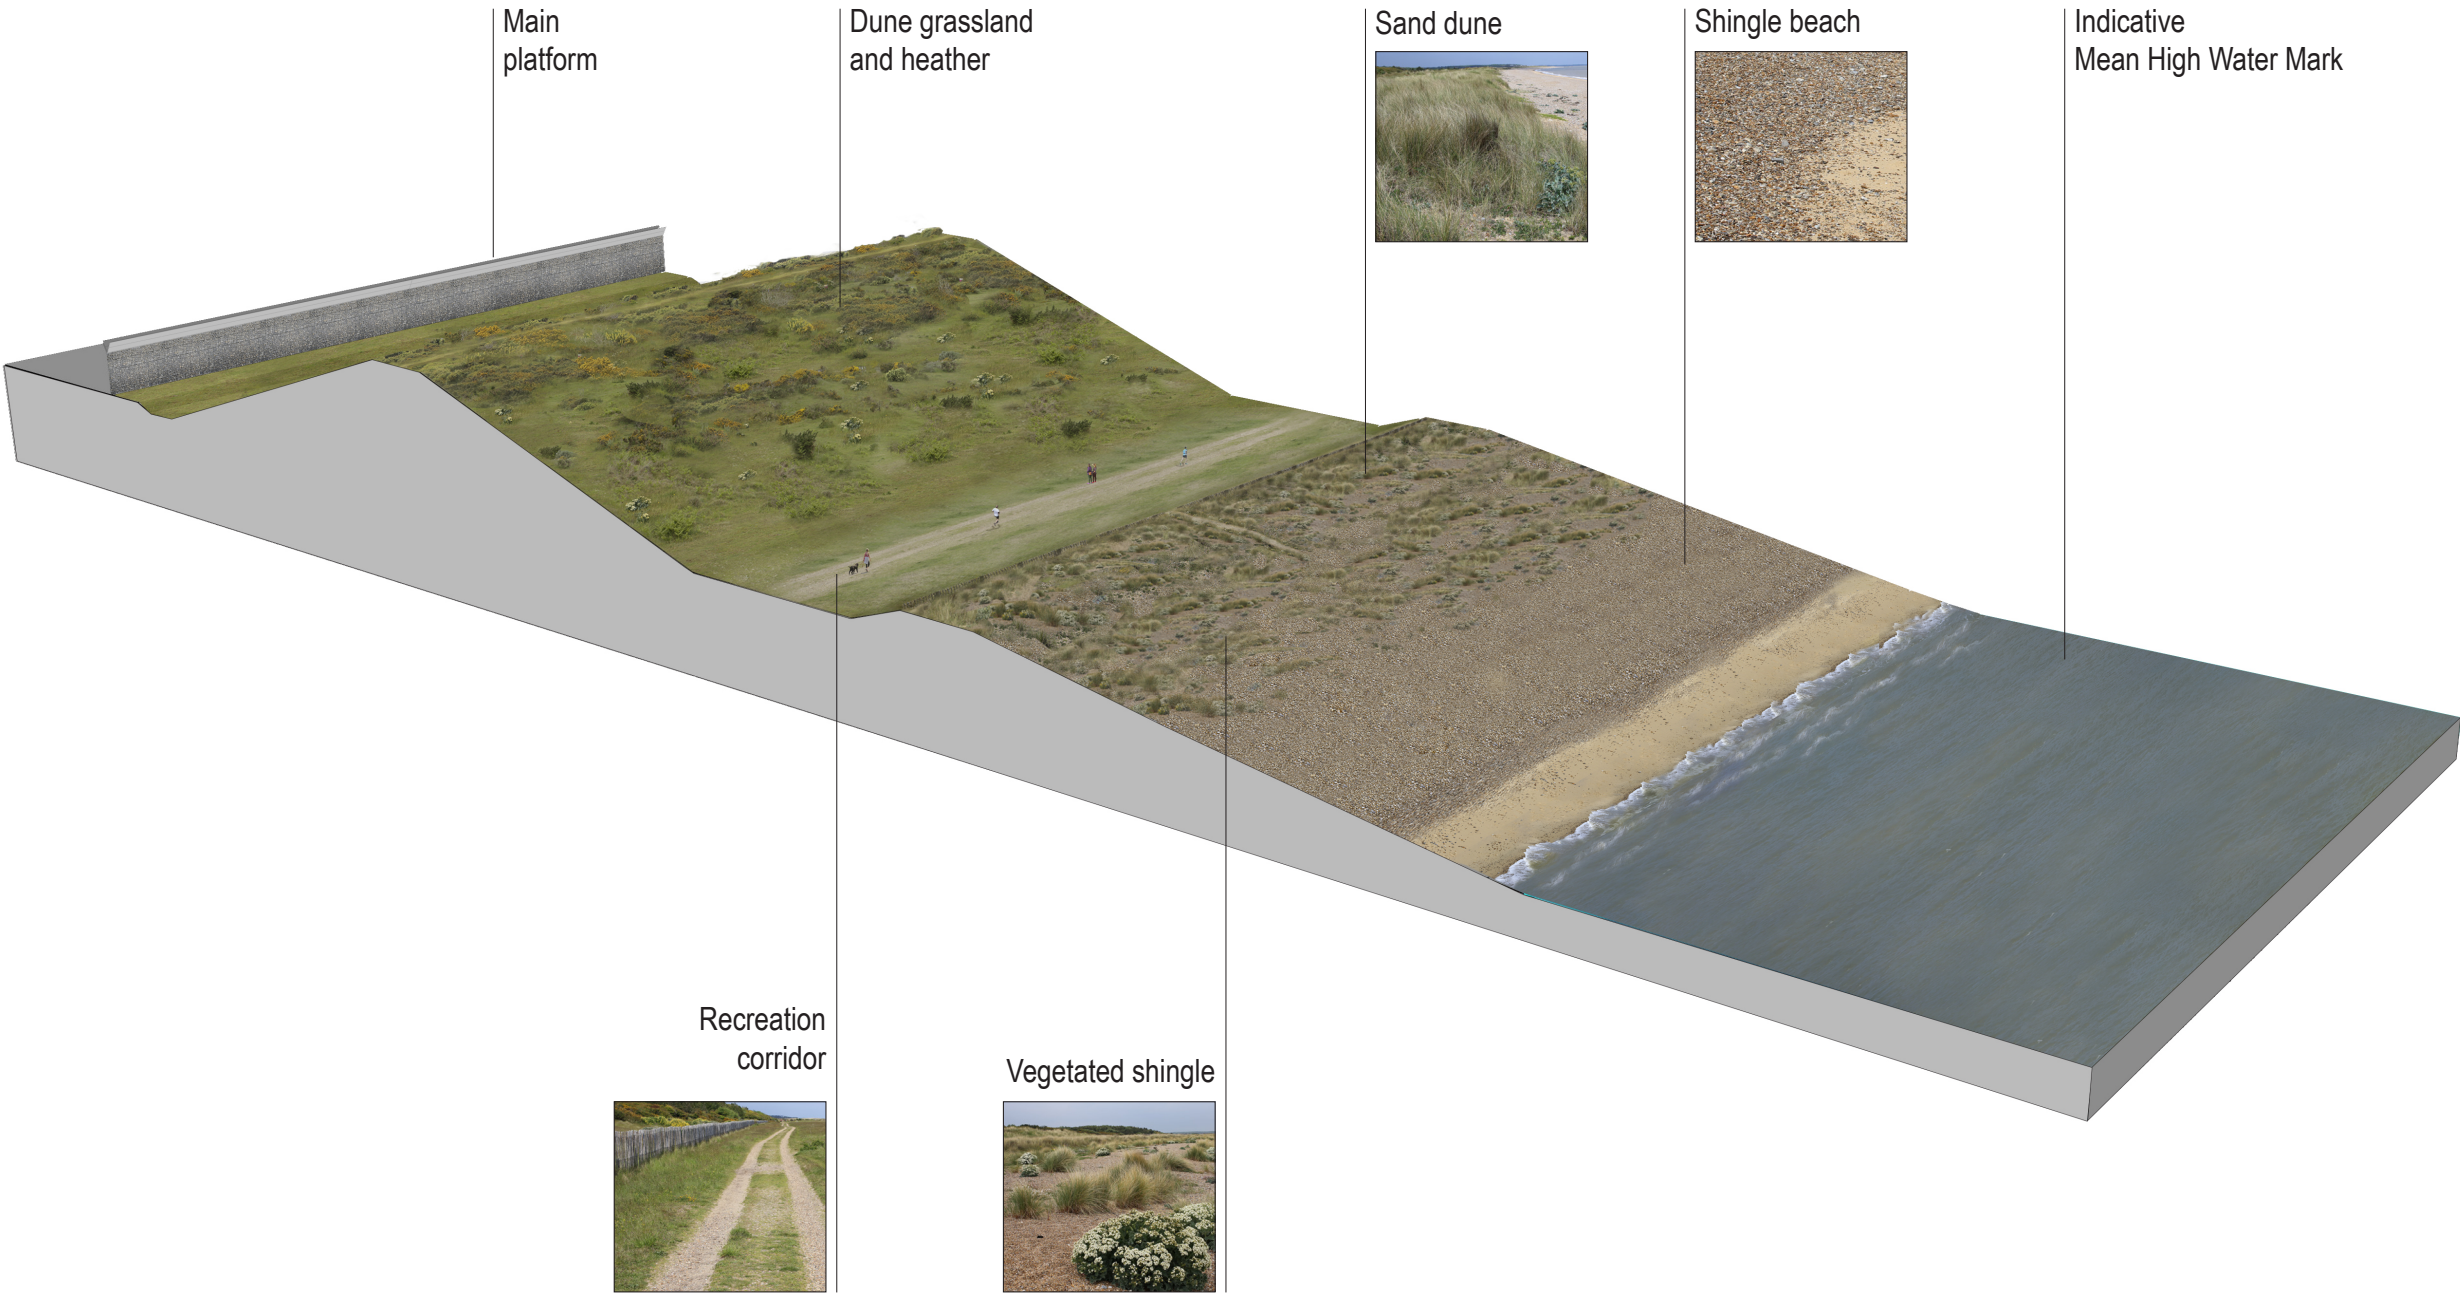 Main
platform
Dune grassland
and heather
Sand dune
Shingle beach
Indicative
Mean High Water Mark
Recreation
corridor
Vegetated shingle